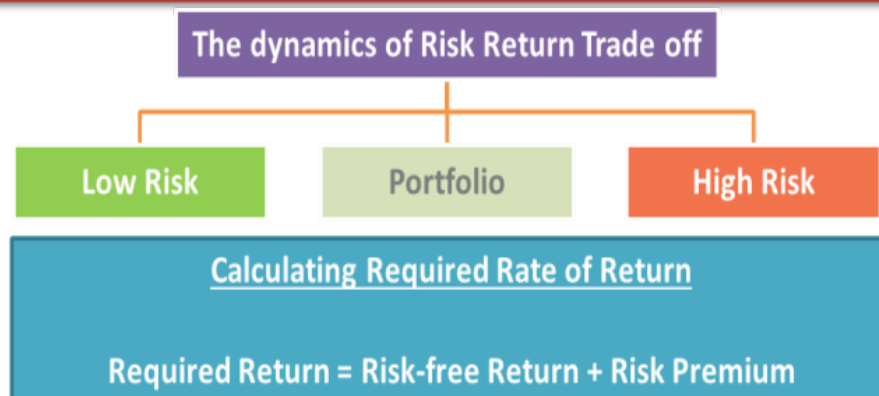 The dynamics of Risk Return Trade off
Low Risk
Portfolio
High Risk
Calculating Required Rate of Return
Required Return = Risk-free Return + Risk Premium